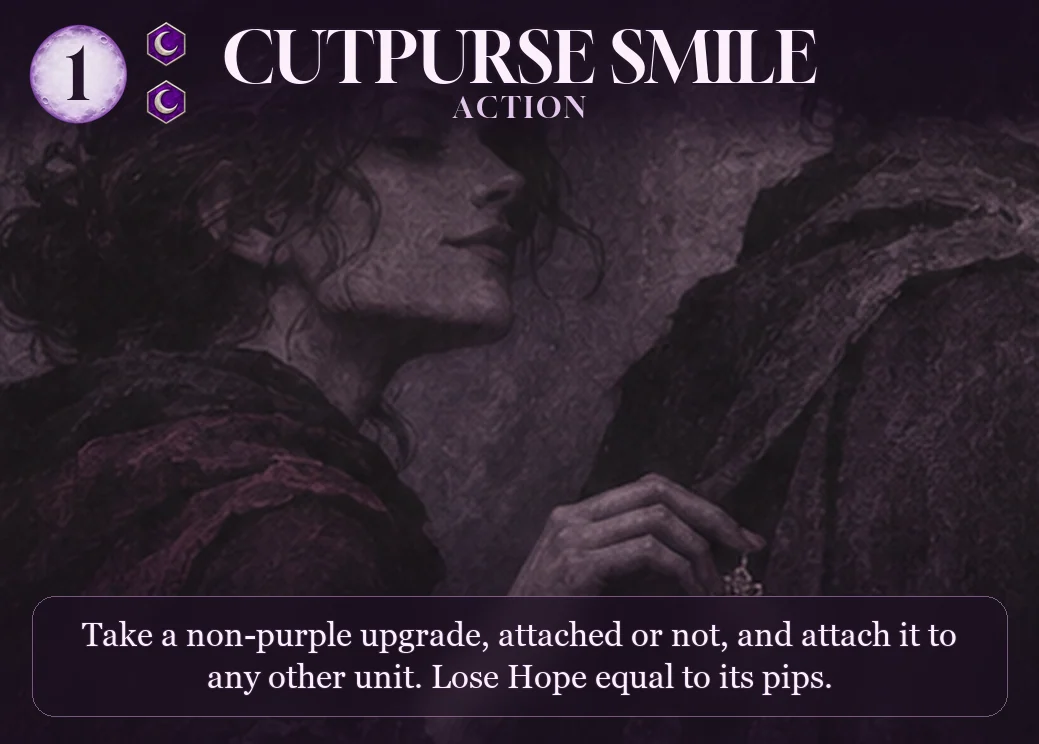 1
CUTPURSE SMILE
ACTION
Take a non-purple upgrade, attached or not, and attach it to
any other unit. Lose Hope equal to its pips.